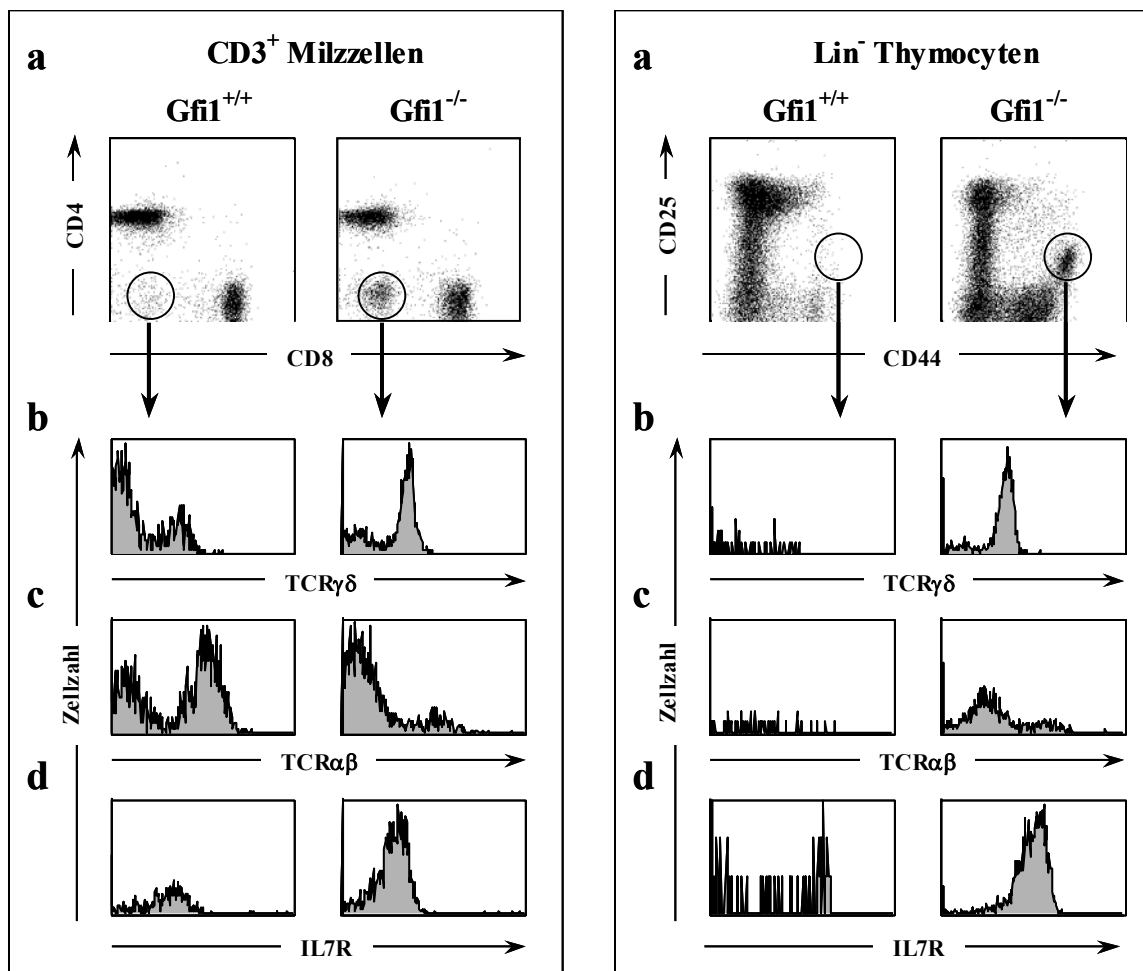 a
CD3+ Milzzellen
Gfi1+/+
Gfi1-/-
CD4
CD8
b
TCRγδ
c
Zellzahl
TCRαβ
d
IL7R
a
Lin- Thymocyten
Gfi1+/+
Gfi1-/-
CD25
CD44
b
TCRγδ
c
Zellzahl
TCRαβ
d
IL7R